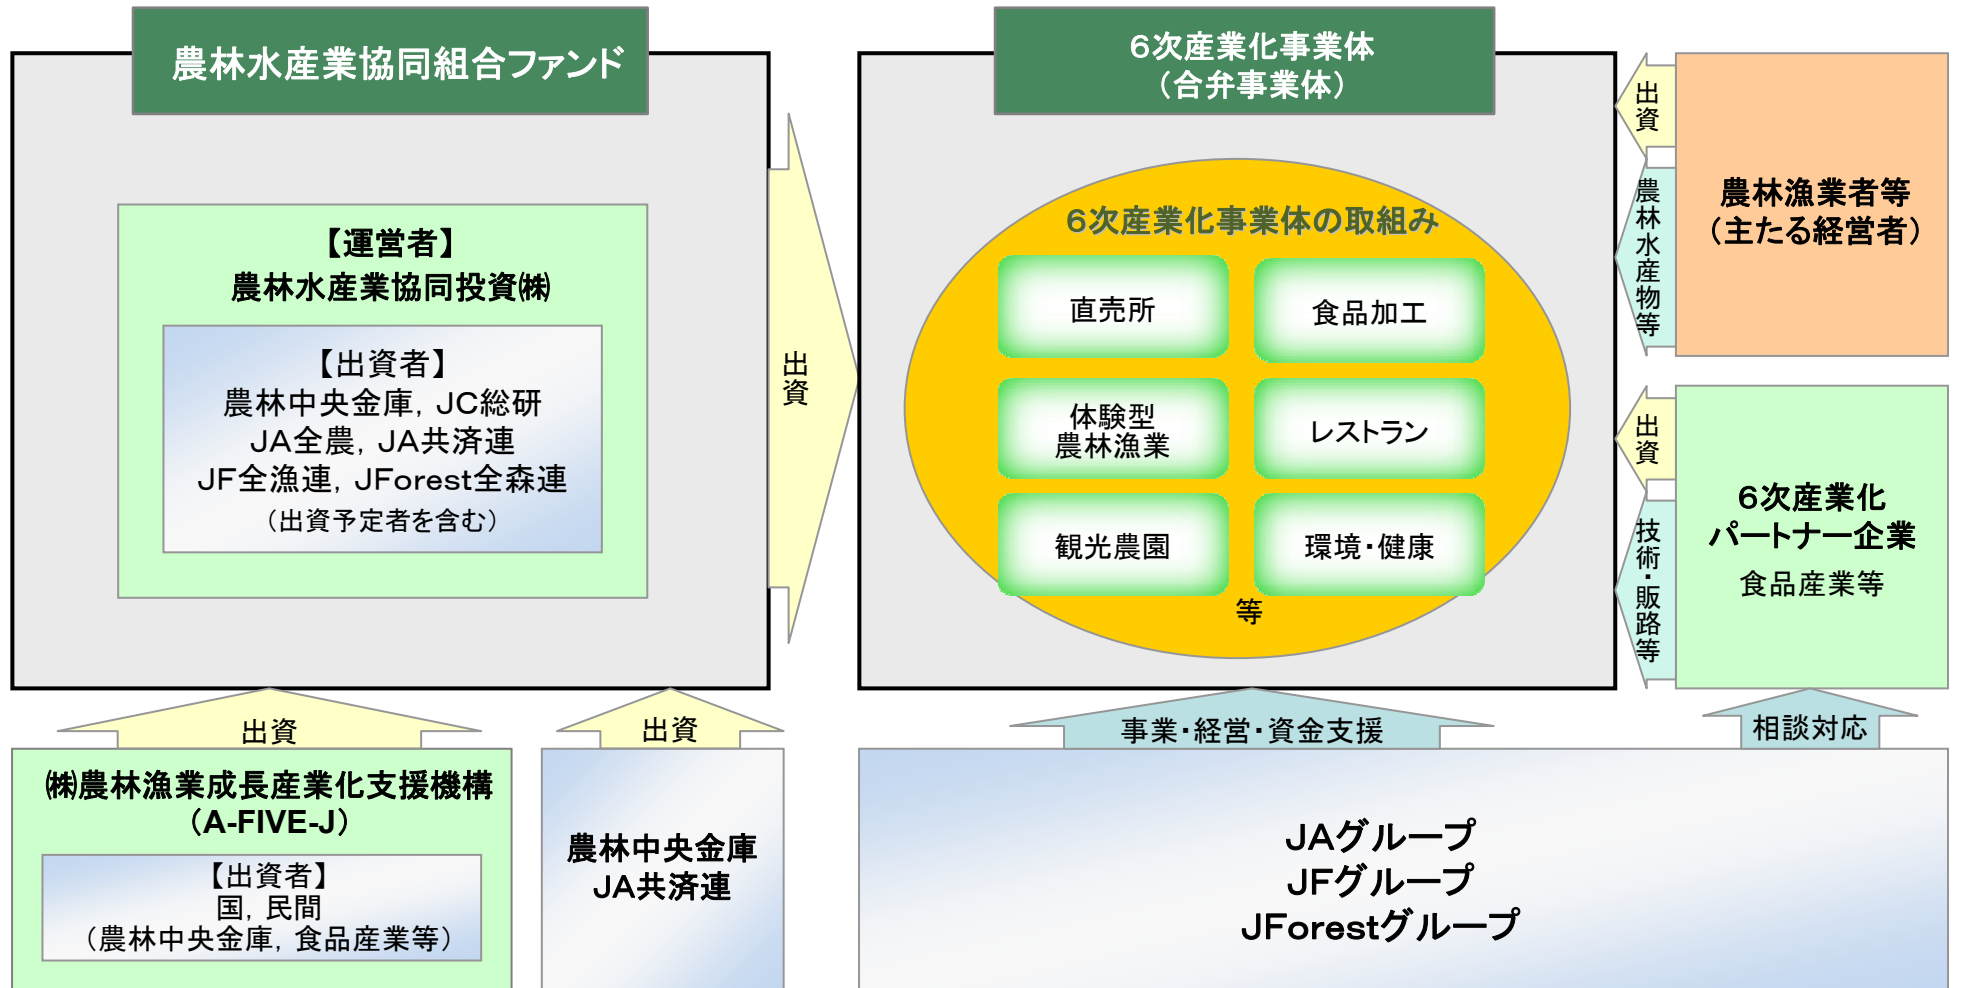 農林水産業協同組合ファンド
【運営者】
農林水産業協同投資㈱
【出資者】
農林中央金庫, JC総研
JA全農, JA共済連
JF全漁連, JForest全森連
（出資予定者を含む）
出資
6次産業化事業体
（合弁事業体）
6次産業化事業体の取組み
直売所
食品加工
体験型
農林漁業
レストラン
観光農園
環境・健康
等
出資
農林水産物等
農林漁業者等
（主たる経営者）
出資
技術・販路等
6次産業化
パートナー企業
食品産業等
出資
㈱農林漁業成長産業化支援機構
（A-FIVE-J）
【出資者】
国, 民間
（農林中央金庫, 食品産業等）
出資
農林中央金庫
JA共済連
事業・経営・資金支援
相談対応
JAグループ
JFグループ
JForestグループ